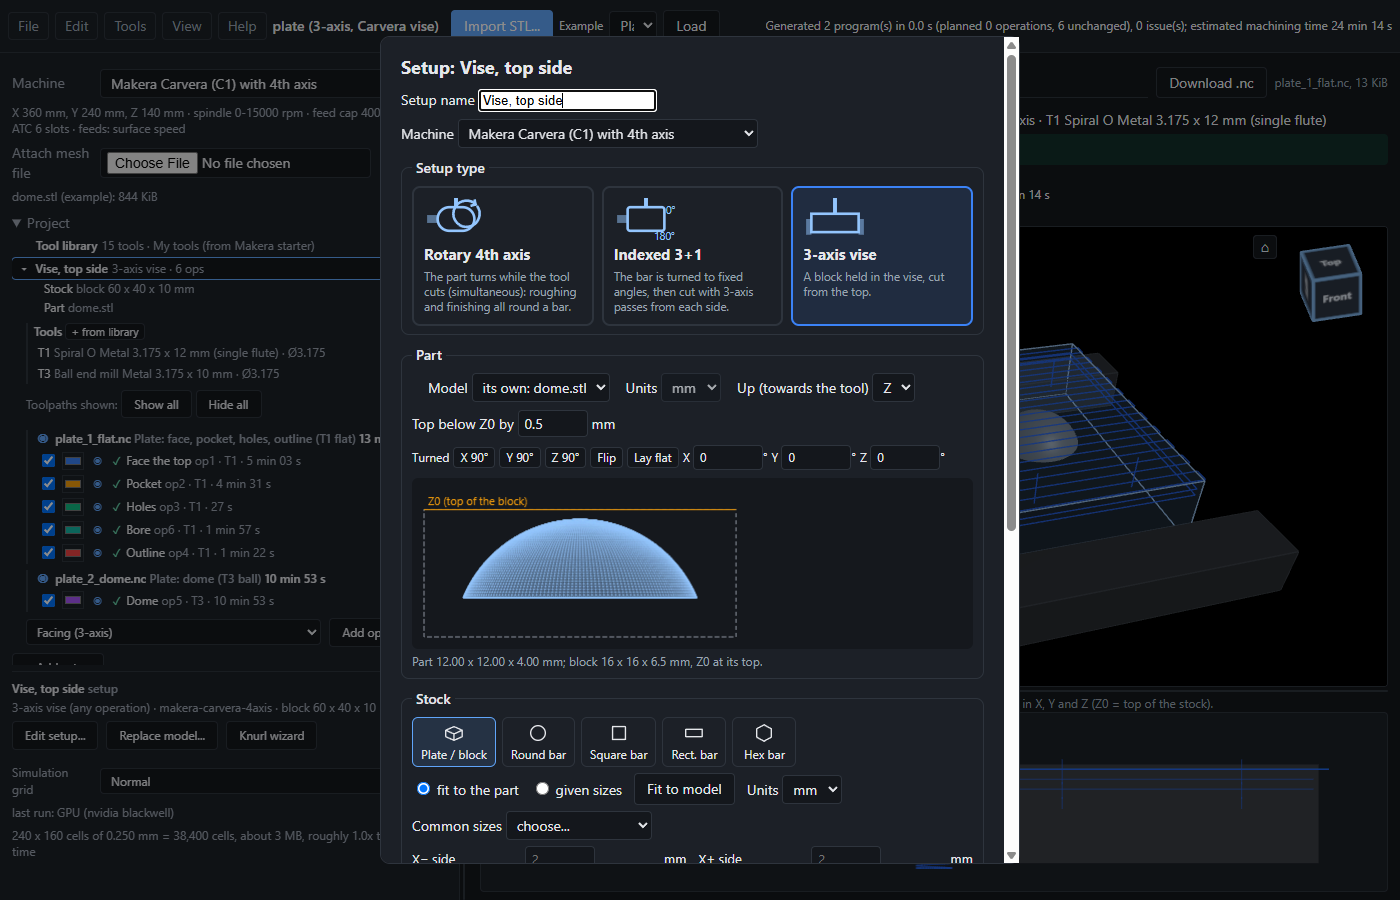 File Edit Tools View Help plate (3-axis, Carvera vise) Import STL... Example Load Generated 2 program(s) in 0.0 s (planned 0 operations, 6 unchanged), 0 issue(s); estimated machining time 24 min 14 s
Machine Makera Carvera (C1) with 4th axis
X 360 mm, Y 240 mm, Z 140 mm · spindle 0-15000 rpm · feed cap 400
ATC 6 slots · feeds: surface speed
Attach mesh file Choose File No file chosen
dome.stl (example): 844 KiB
Project
Tool library 15 tools · My tools (from Makera starter)
Vise, top side 3-axis vise · 6 ops
Stock block 60 x 40 x 10 mm
Part dome.stl
Tools + from library
T1 Spiral O Metal 3.175 x 12 mm (single flute) · Ø3.175
T3 Ball end mill Metal 3.175 x 10 mm · Ø3.175
Toolpaths shown: Show all Hide all
plate_1_flat.nc Plate: face, pocket, holes, outline (T1 flat) 13 m
✓ Face the top op1 · T1 · 5 min 03 s
✓ Pocket op2 · T1 · 4 min 31 s
✓ Holes op3 · T1 · 27 s
✓ Bore op6 · T1 · 1 min 57 s
✓ Outline op4 · T1 · 1 min 22 s
plate_2_dome.nc Plate: dome (T3 ball) 10 min 53 s
✓ Dome op5 · T3 · 10 min 53 s
Facing (3-axis) Add op
Vise, top side setup
3-axis vise (any operation) · makera-carvera-4axis · block 60 x 40 x 10
Edit setup... Replace model... Knurl wizard
Simulation grid Normal
last run: GPU (nvidia blackwell)
240 x 160 cells of 0.250 mm = 38,400 cells, about 3 MB, roughly 1.0x t
time
Setup: Vise, top side
Setup name Vise, top side
Machine Makera Carvera (C1) with 4th axis
Setup type
0°
180°
Rotary 4th axis
The part turns while the tool
cuts (simultaneous): roughing
and finishing all round a bar.
Indexed 3+1
The bar is turned to fixed
angles, then cut with 3-axis
passes from each side.
3-axis vise
A block held in the vise, cut
from the top.
Part
Model its own: dome.stl Units mm Up (towards the tool) Z
Top below Z0 by 0.5 mm
Turned X 90° Y 90° Z 90° Flip Lay flat X 0 ° Y 0 ° Z 0 °
Z0 (top of the block)
Part 12.00 x 12.00 x 4.00 mm; block 16 x 16 x 6.5 mm, Z0 at its top.
Stock
Plate / block Round bar Square bar Rect. bar Hex bar
fit to the part given sizes Fit to model Units mm
Common sizes choose...
X− side 2 mm X+ side 2 mm
Download .nc plate_1_flat.nc, 13 KiB
xis · T1 Spiral O Metal 3.175 x 12 mm (single flute)
n 14 s
Top
Front
in X, Y and Z (Z0 = top of the stock).